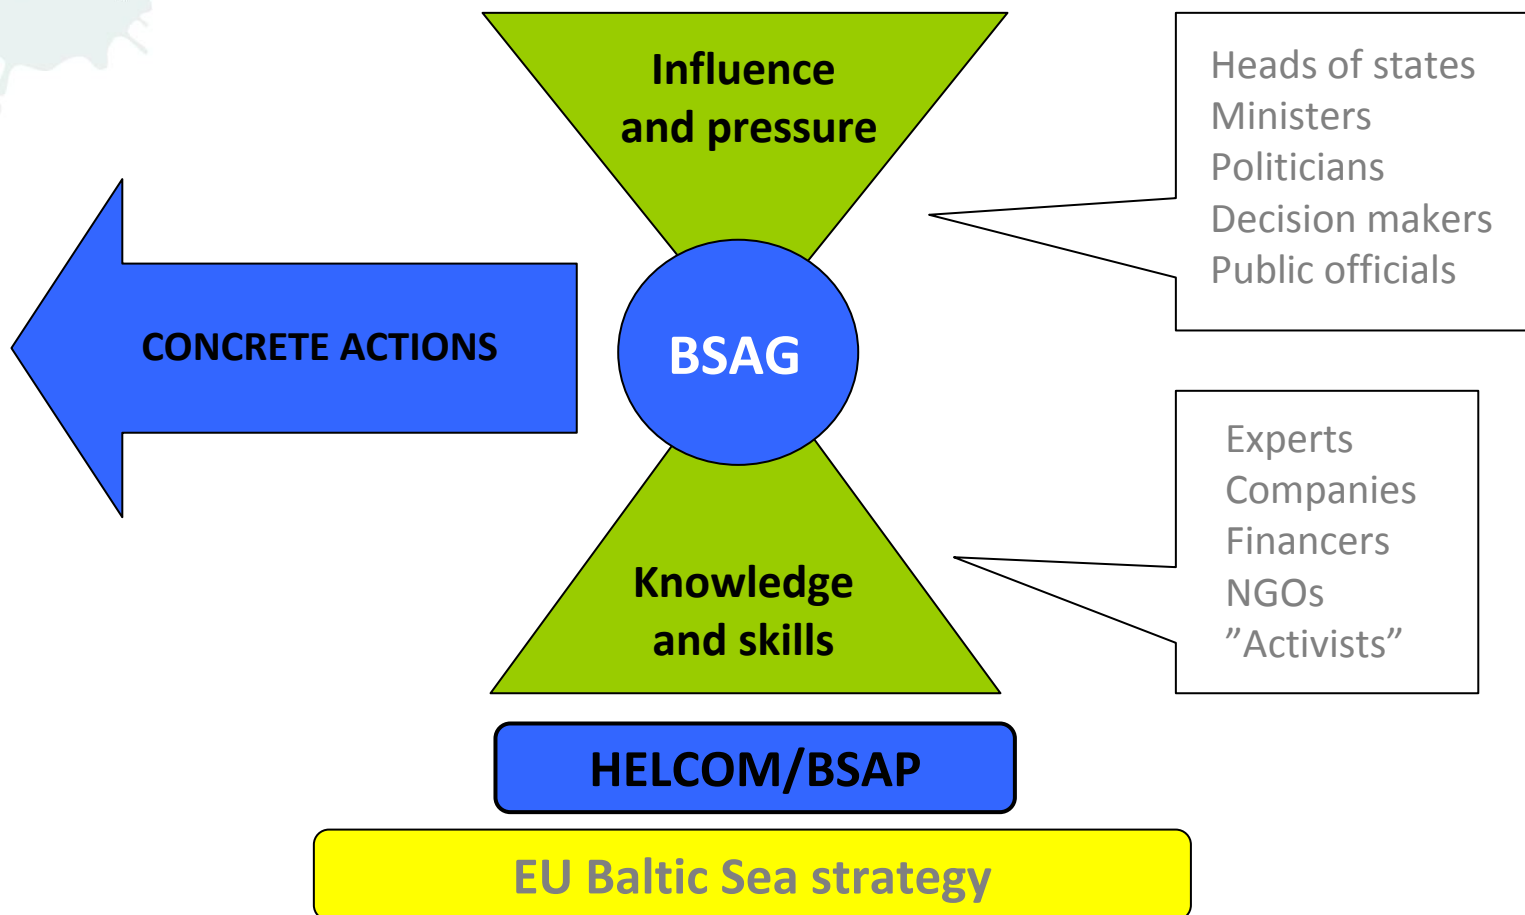 Influence
and pressure
Heads of states
Ministers
Politicians
Decision makers
Public officials
CONCRETE ACTIONS
BSAG
Experts
Companies
Financers
NGOs
”Activists”
Knowledge
and skills
HELCOM/BSAP
EU Baltic Sea strategy